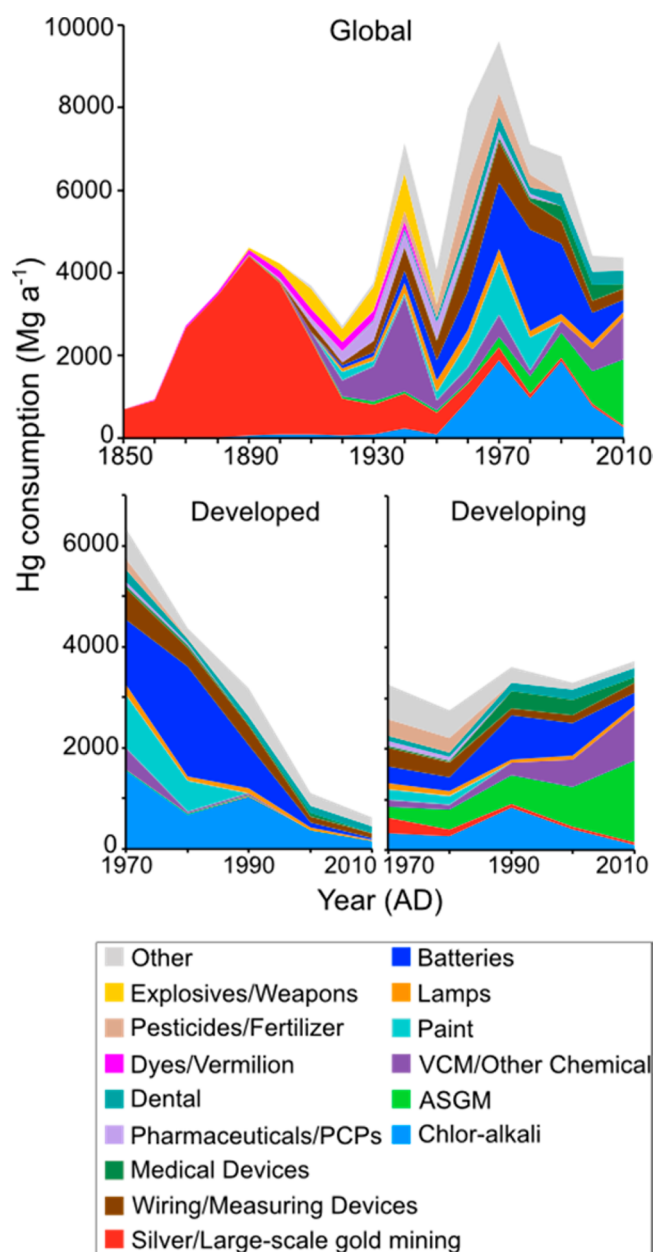 Global
10000
8000
6000
4000
2000
0
1850 1890 1930 1970 2010
Hg consumption (Mg a-1)
Developed Developing
6000
4000
2000
0
1970 1990 2010 1970 1990 2010
Year (AD)
Other
Explosives/Weapons
Pesticides/Fertilizer
Dyes/Vermilion
Dental
Pharmaceuticals/PCPs
Medical Devices
Wiring/Measuring Devices
Silver/Large-scale gold mining
Batteries
Lamps
Paint
VCM/Other Chemical
ASGM
Chlor-alkali